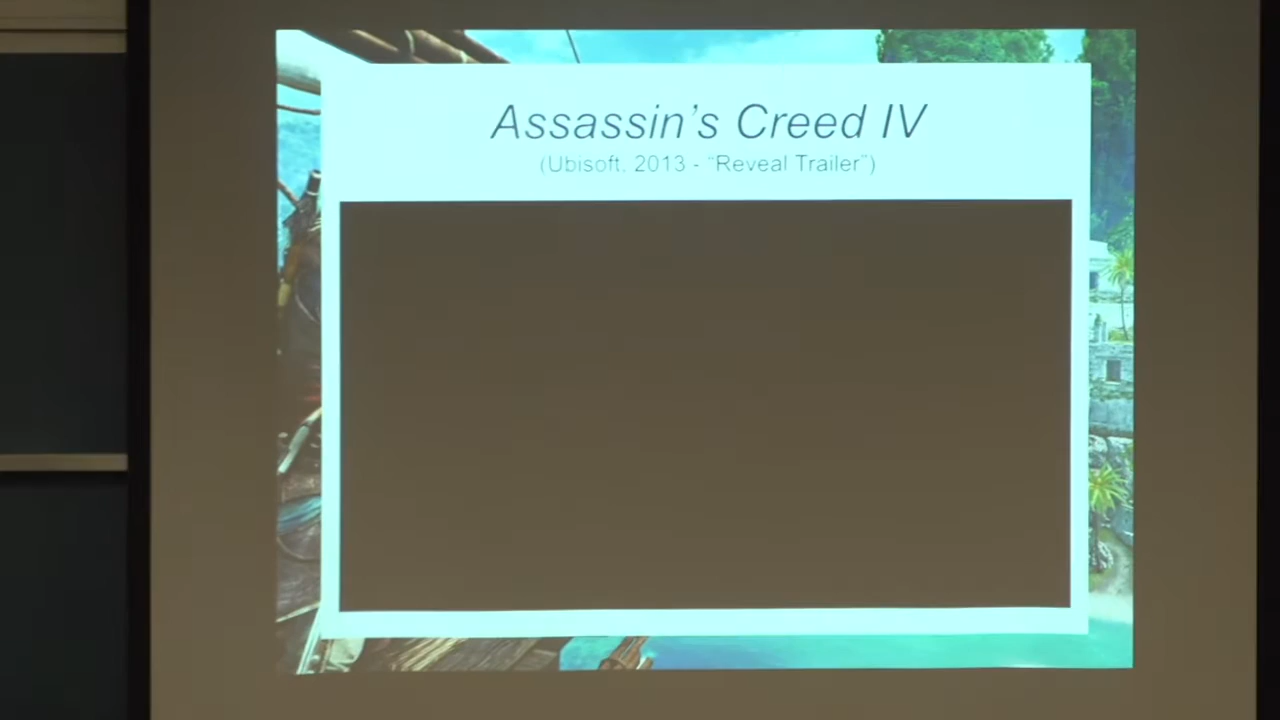 Assassin's Creed IV
(Ubisoft, 2013 - "Reveal Trailer")